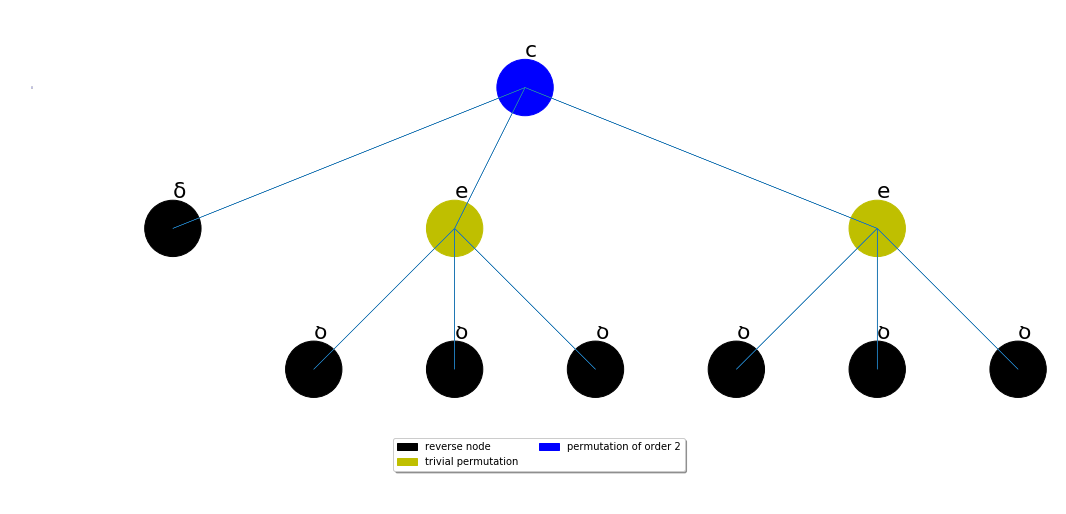 c
δ
e
e
ꝺ
ꝺ
ꝺ
ꝺ
ꝺ
ꝺ
reverse node
trivial permutation
permutation of order 2